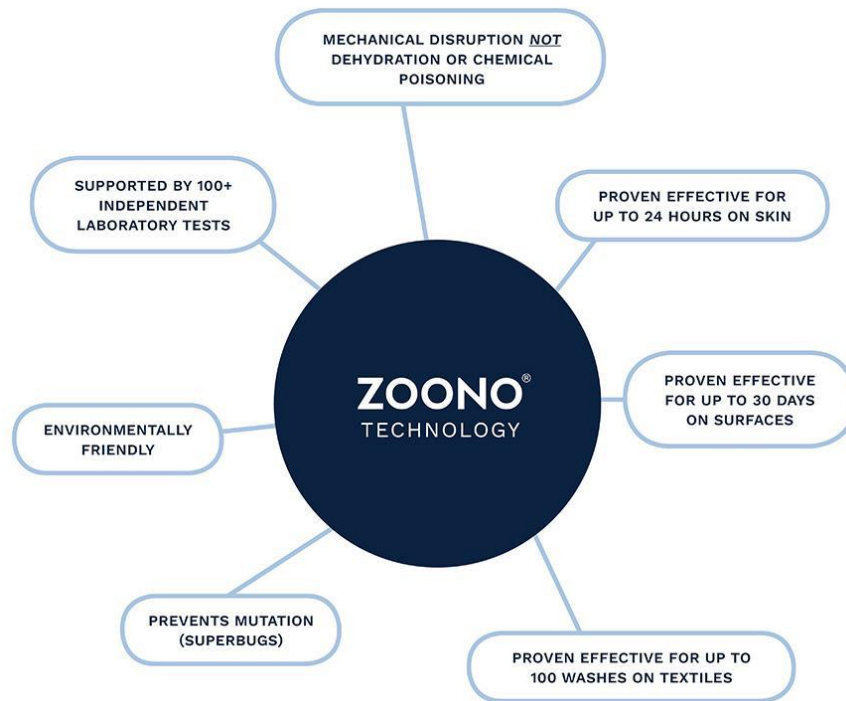 MECHANICAL DISRUPTION NOT
DEHYDRATION OR CHEMICAL
POISONING
SUPPORTED BY 100+
INDEPENDENT
LABORATORY TESTS
PROVEN EFFECTIVE FOR
UP TO 24 HOURS ON SKIN
ZOONO®
TECHNOLOGY
PROVEN EFFECTIVE
FOR UP TO 30 DAYS
ON SURFACES
ENVIRONMENTALLY
FRIENDLY
PREVENTS MUTATION
(SUPERBUGS)
PROVEN EFFECTIVE FOR UP TO
100 WASHES ON TEXTILES